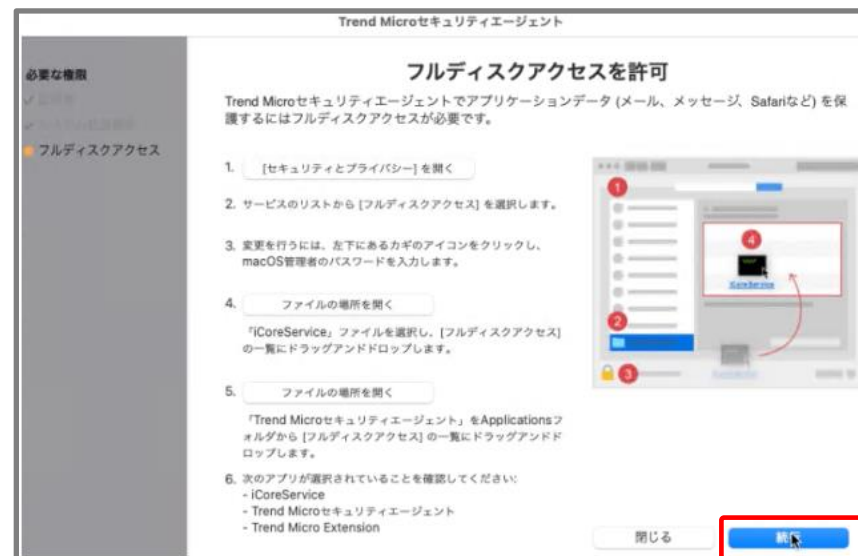 Trend Microセキュリティエージェント
必要な権限
フルディスクアクセス
フルディスクアクセスを許可
Trend Microセキュリティエージェントでアプリケーションデータ (メール、メッセージ、Safariなど) を保
護するにはフルディスクアクセスが必要です。
1. [セキュリティとプライバシー] を開く
2. サービスのリストから [フルディスクアクセス] を選択します。
3. 変更を行うには、左下にあるカギのアイコンをクリックし、
macOS管理者のパスワードを入力します。
4. ファイルの場所を開く
「iCoreService」ファイルを選択し、[フルディスクアクセス]
の一覧にドラッグアンドドロップします。
5. ファイルの場所を開く
「Trend Microセキュリティエージェント」をApplicationsフ
ォルダから [フルディスクアクセス] の一覧にドラッグアンドド
ロップします。
6. 次のアプリが選択されていることを確認してください:
- iCoreService
- Trend Microセキュリティエージェント
- Trend Micro Extension
1
4
iCoreService
2
3
閉じる